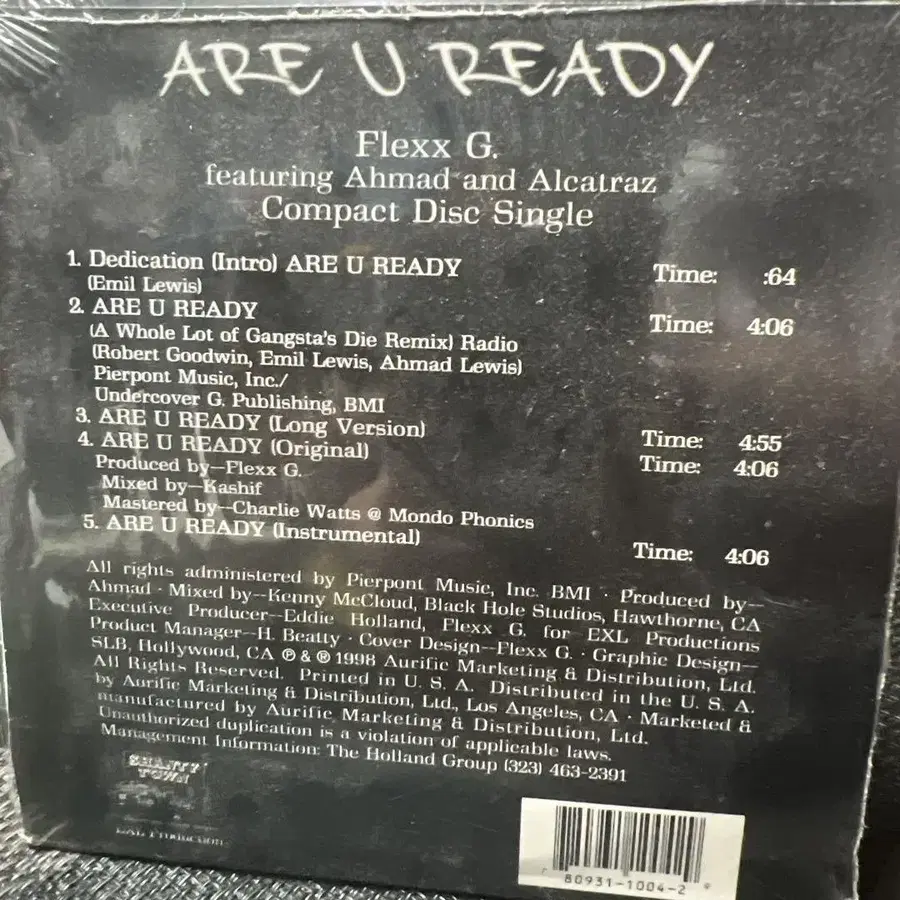 ARE U READY
Flexx G.
featuring Ahmad and Alcatraz
Compact Disc Single
1. Dedication (Intro) ARE U READY Time: :64
(Emil Lewis)
2. ARE U READY Time: 4:06
(A Whole Lot of Gangsta's Die Remix) Radio
(Robert Goodwin, Emil Lewis, Ahmad Lewis)
Pierpont Music, Inc./
Undercover G. Publishing, BMI
3. ARE U READY (Long Version) Time: 4:55
4. ARE U READY (Original) Time: 4:06
Produced by—Flexx G.
Mixed by—Kashif
Mastered by—Charlie Watts @ Mondo Phonics
5. ARE U READY (Instrumental) Time: 4:06
All rights administered by Pierpont Music, Inc. BMI · Produced by—
Ahmad · Mixed by—Kenny McCloud, Black Hole Studios, Hawthorne, CA
Executive Producer—Eddie Holland, Flexx G. for EXL Productions
Product Manager—H. Beatty · Cover Design—Flexx G. · Graphic Design—
SLB, Hollywood, CA ℗ & ℗ 1998 Aurific Marketing & Distribution, Ltd.
All Rights Reserved. Printed in U. S. A. Distributed in the U. S. A.
by Aurific Marketing & Distribution, Ltd., Los Angeles, CA · Marketed &
manufactured by Aurific Marketing & Distribution, Ltd.
Unauthorized duplication is a violation of applicable laws.
Management Information: The Holland Group (323) 463-2391
SHANTY
TOWN
80931-1004-2